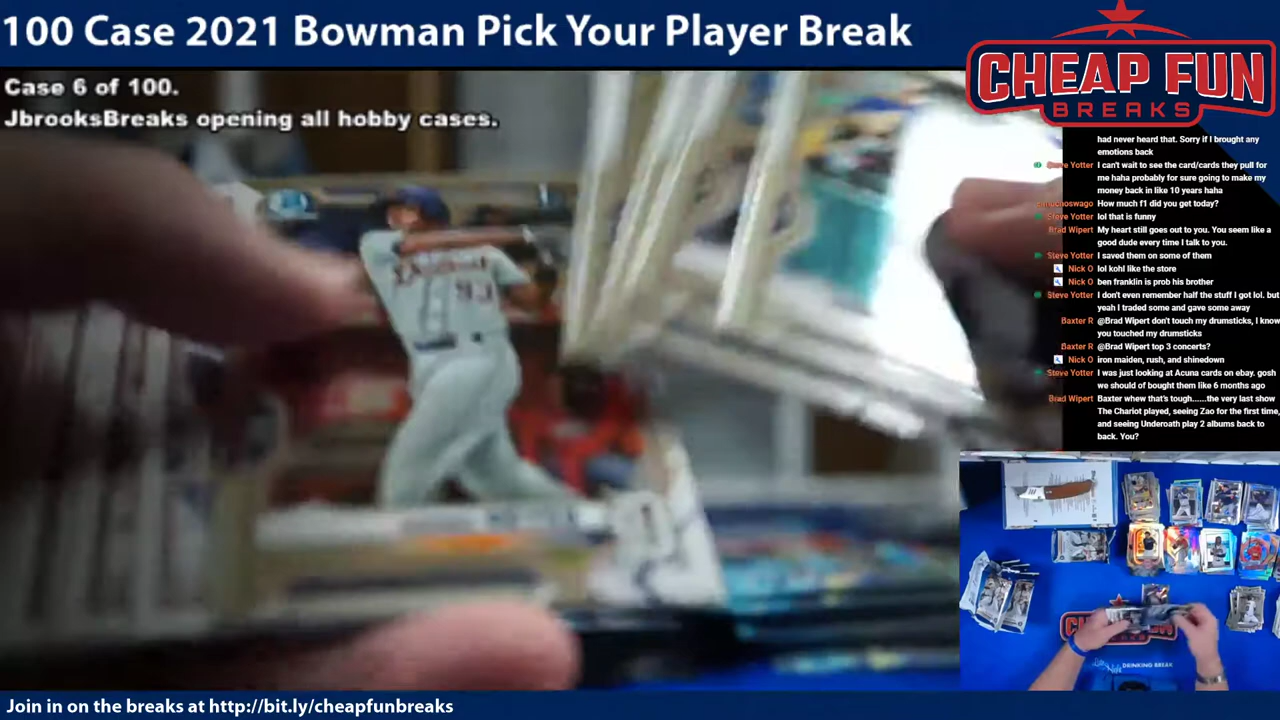 100 Case 2021 Bowman Pick Your Player Break
Case 6 of 100.
JbrooksBreaks opening all hobby cases.
CHEAP FUN
BREAKS
had never heard that. Sorry if I brought any
emotions back
Steve Yotter I can't wait to see the card/cards they pull for
me haha probably for sure going to make my
money back in like 10 years haha
How much f1 did you get today?
Steve Yotter lol that is funny
Brad Wipert My heart still goes out to you. You seem like a
good dude every time I talk to you.
Steve Yotter I saved them on some of them
Nick O lol kohl like the store
Nick O ben franklin is prob his brother
Steve Yotter I don't even remember half the stuff I got lol. but
yeah I traded some and gave some away
Baxter R @Brad Wipert don't touch my drumsticks, I know
you touched my drumsticks
Baxter R @Brad Wipert top 3 concerts?
Nick O iron maiden, rush, and shinedown
Steve Yotter I was just looking at Acuna cards on ebay. gosh
we should of bought them like 6 months ago
Brad Wipert Baxter whew that's tough......the very last show
The Chariot played, seeing Zao for the first time,
and seeing Underoath play 2 albums back to
back. You?
CHEAP FUN
BREAKS
DRINKING BREAK
Join in on the breaks at http://bit.ly/cheapfunbreaks